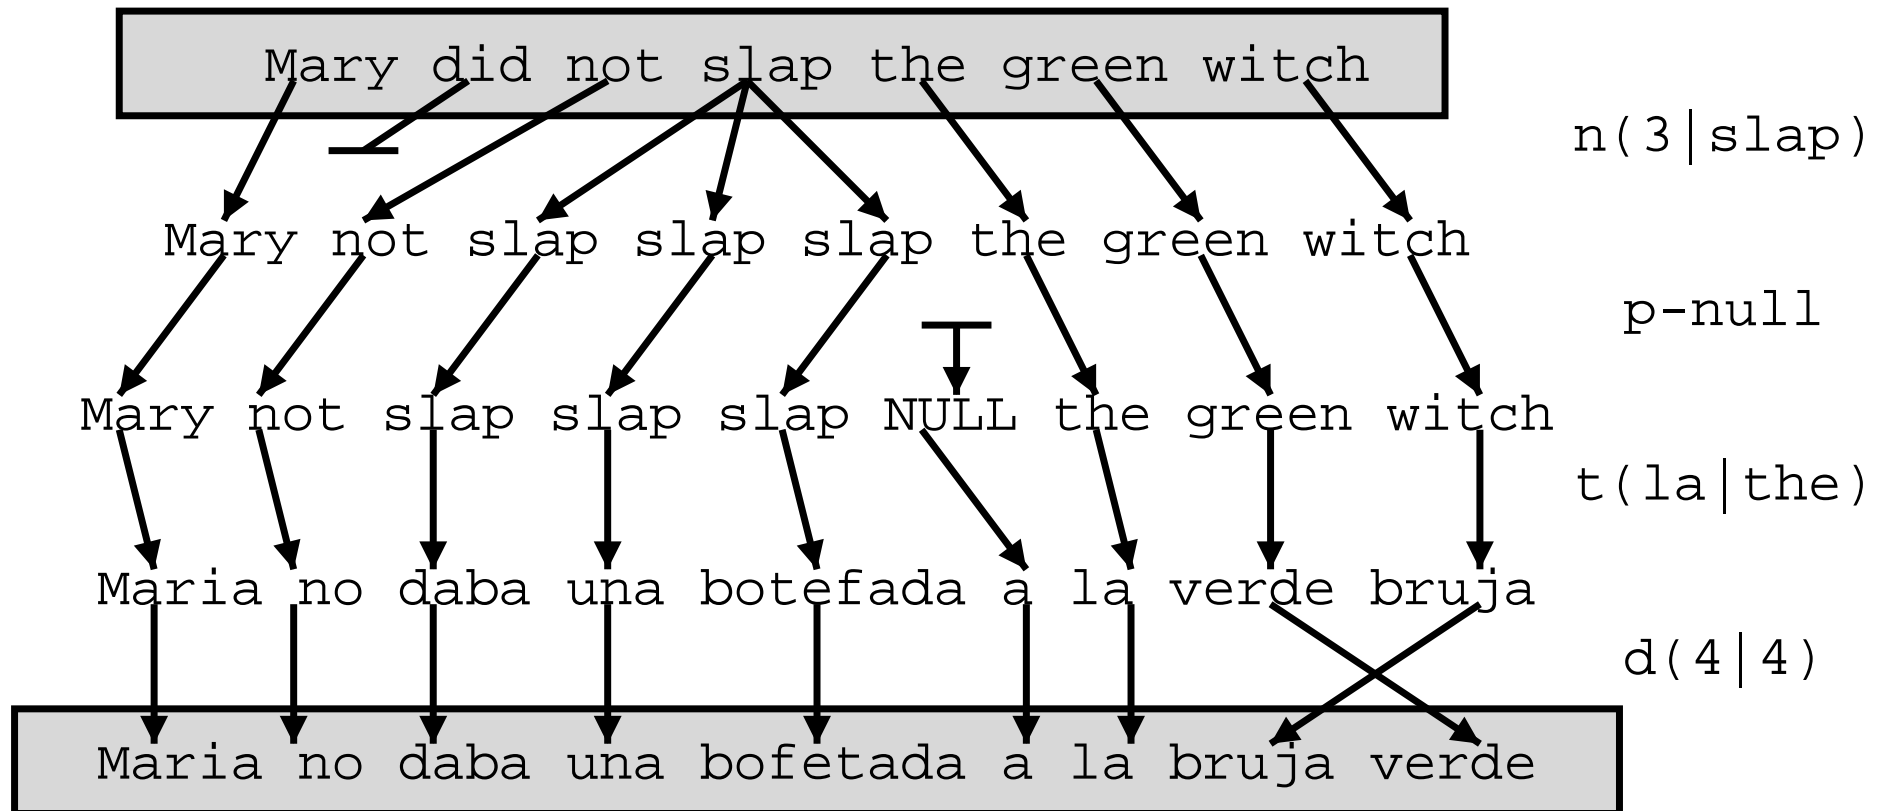 Mary did not slap the green witch
n(3|slap)
Mary not slap slap slap the green witch
p-null
Mary not slap slap slap NULL the green witch
t(la|the)
Maria no daba una botefada a la verde bruja
d(4|4)
Maria no daba una bofetada a la bruja verde